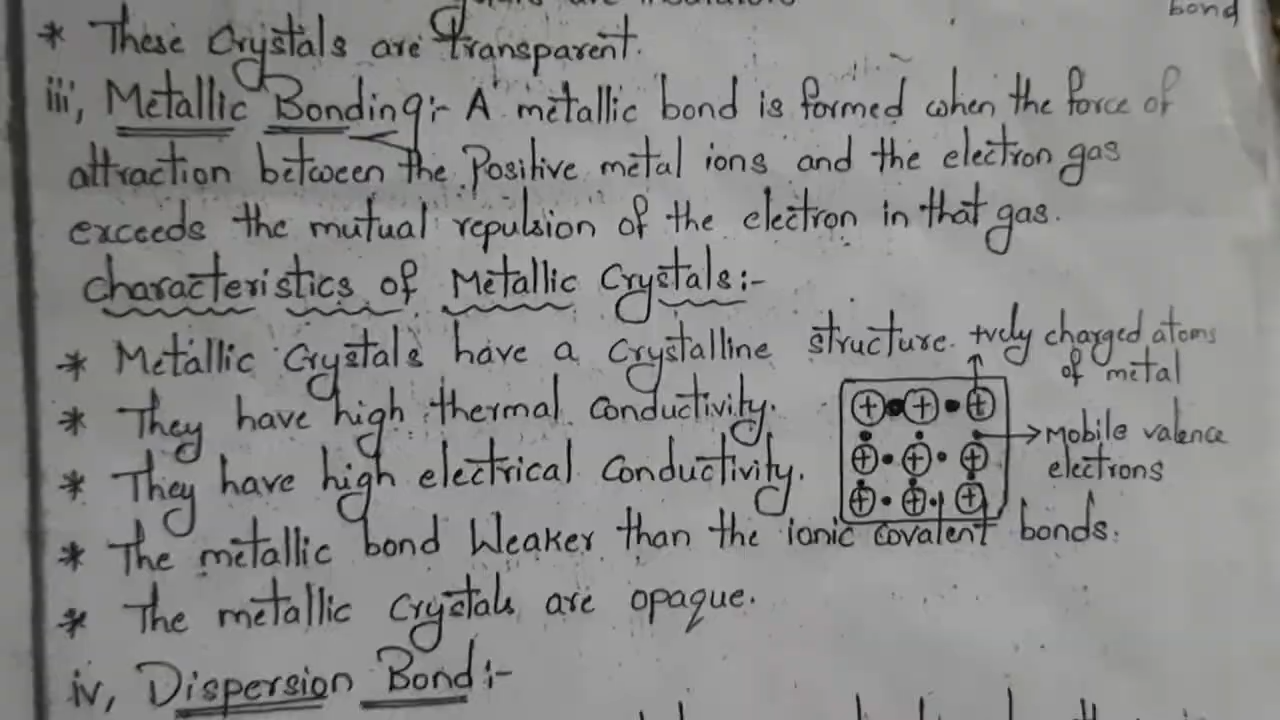 bond
* These Crystals are transparent.
iii, Metallic Bonding:- A metallic bond is formed when the force of
attraction between the Positive metal ions and the electron gas
exceeds the mutual repulsion of the electron in that gas.
characteristics of Metallic Crystals:-
* Metallic Crystals have a crystalline structure.
+vely charged atoms
of metal
* They have high thermal conductivity.
→Mobile valence
electrons
* They have high electrical conductivity.
* The metallic bond Weaker than the ionic covalent bonds.
* The metallic crystals are opaque.
iv, Dispersion Bond:-